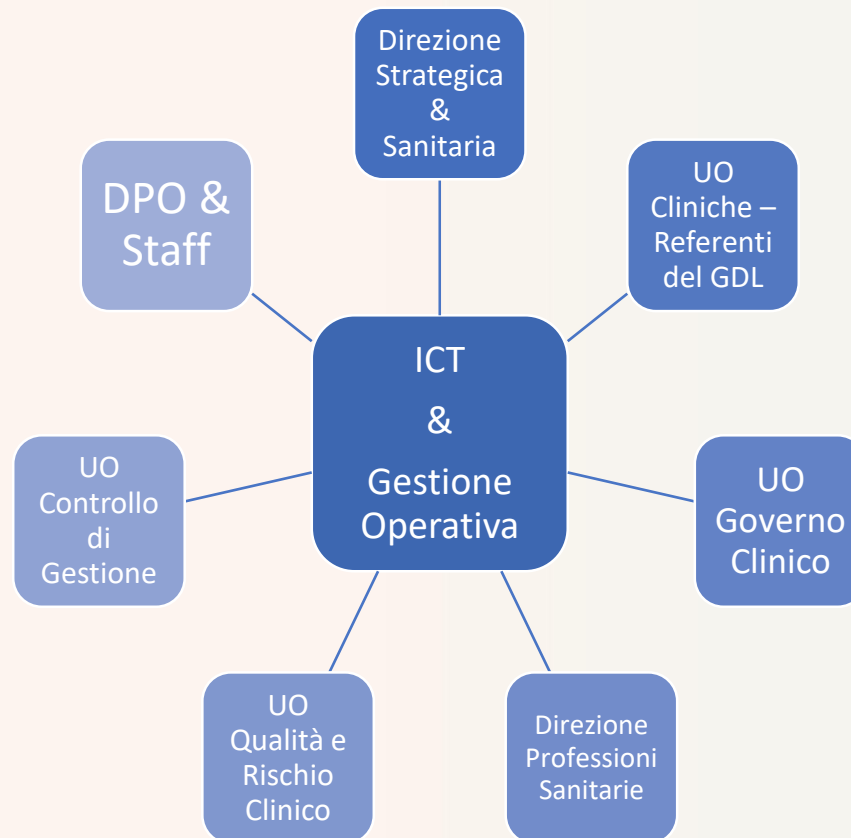 Direzione
Strategica
&
Sanitaria
DPO &
Staff
UO
Cliniche –
Referenti
del GDL
ICT
&
Gestione
Operativa
UO
Controllo
di
Gestione
UO
Governo
Clinico
UO
Qualità e
Rischio
Clinico
Direzione
Professioni
Sanitarie